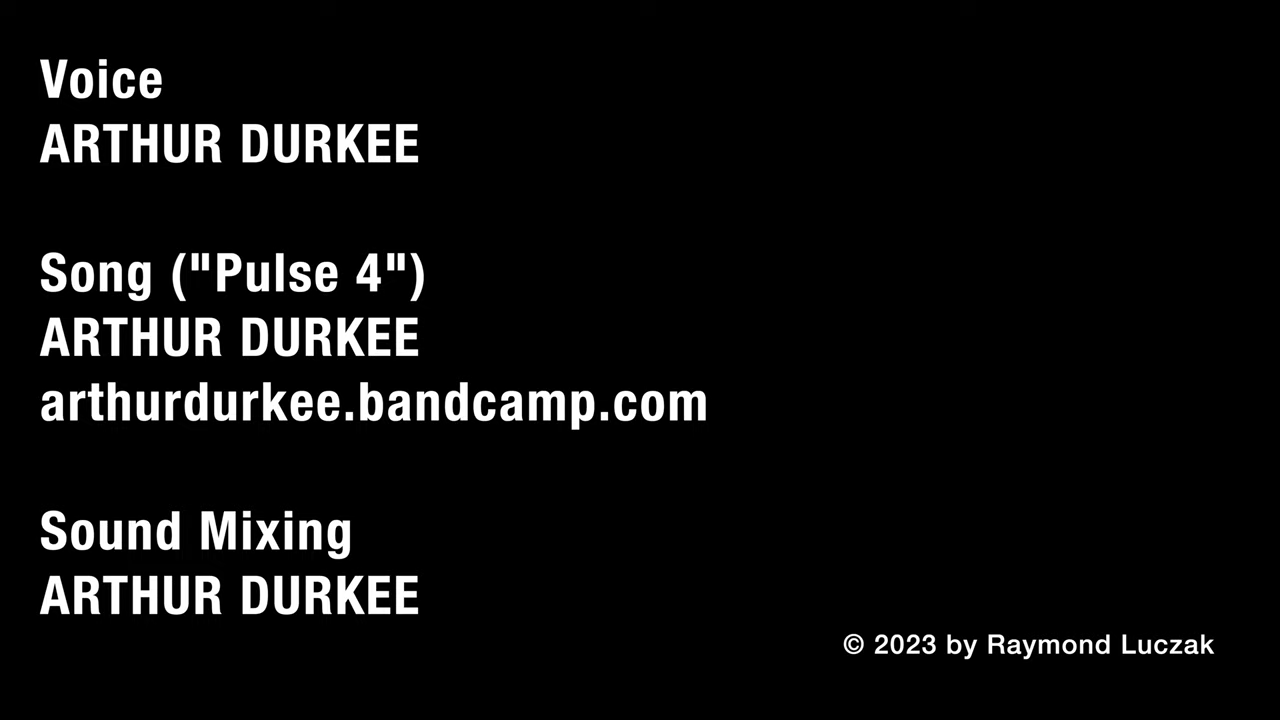 Voice
ARTHUR DURKEE
Song ("Pulse 4")
ARTHUR DURKEE
arthurdurkee.bandcamp.com
Sound Mixing
ARTHUR DURKEE
© 2023 by Raymond Luczak